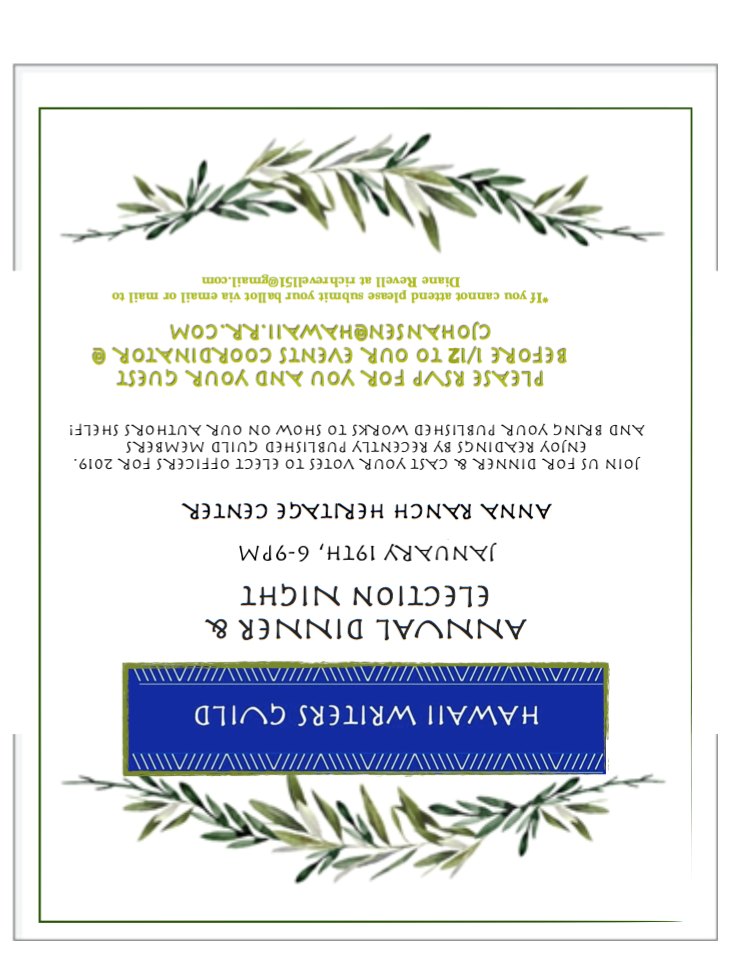 HAWAII WRITERS GUILD
ANNUAL DINNER &
ELECTION NIGHT
JANUARY 19TH, 6-9PM
ANNA RANCH HERITAGE CENTER
JOIN US FOR DINNER & CAST YOUR VOTES TO ELECT OFFICERS FOR 2019.
ENJOY READINGS BY RECENTLY PUBLISHED GUILD MEMBERS
AND BRING YOUR PUBLISHED WORKS TO SHOW ON OUR AUTHORS SHELF!
PLEASE RSVP FOR YOU AND YOUR GUEST
BEFORE 1/12 TO OUR EVENTS COORDINATOR @
CJOHANSEN@HAWAII.RR.COM
*If you cannot attend please submit your ballot via email or mail to
Diane Revell at richrevell51@gmail.com